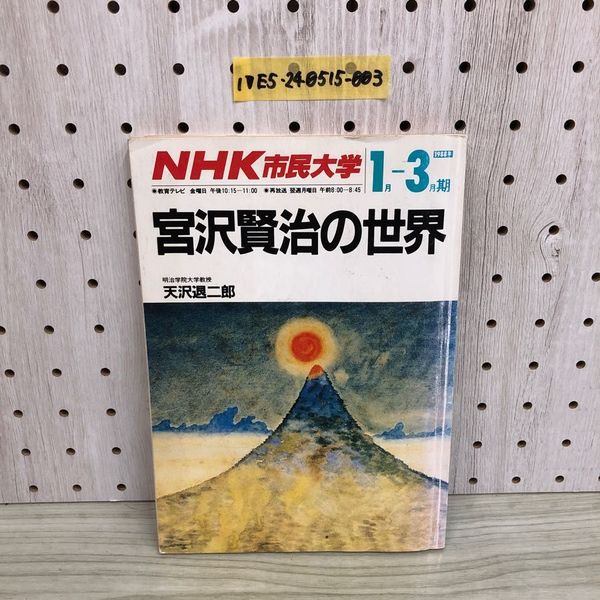 1▼E5-240515-003
NHK市民大学
1988年
1月-3月期
●教育テレビ 金曜日 午後10:15-11:00 ●再放送 翌週月曜日 午前8:00-8:45
宮沢賢治の世界
明治学院大学教授
天沢退二郎